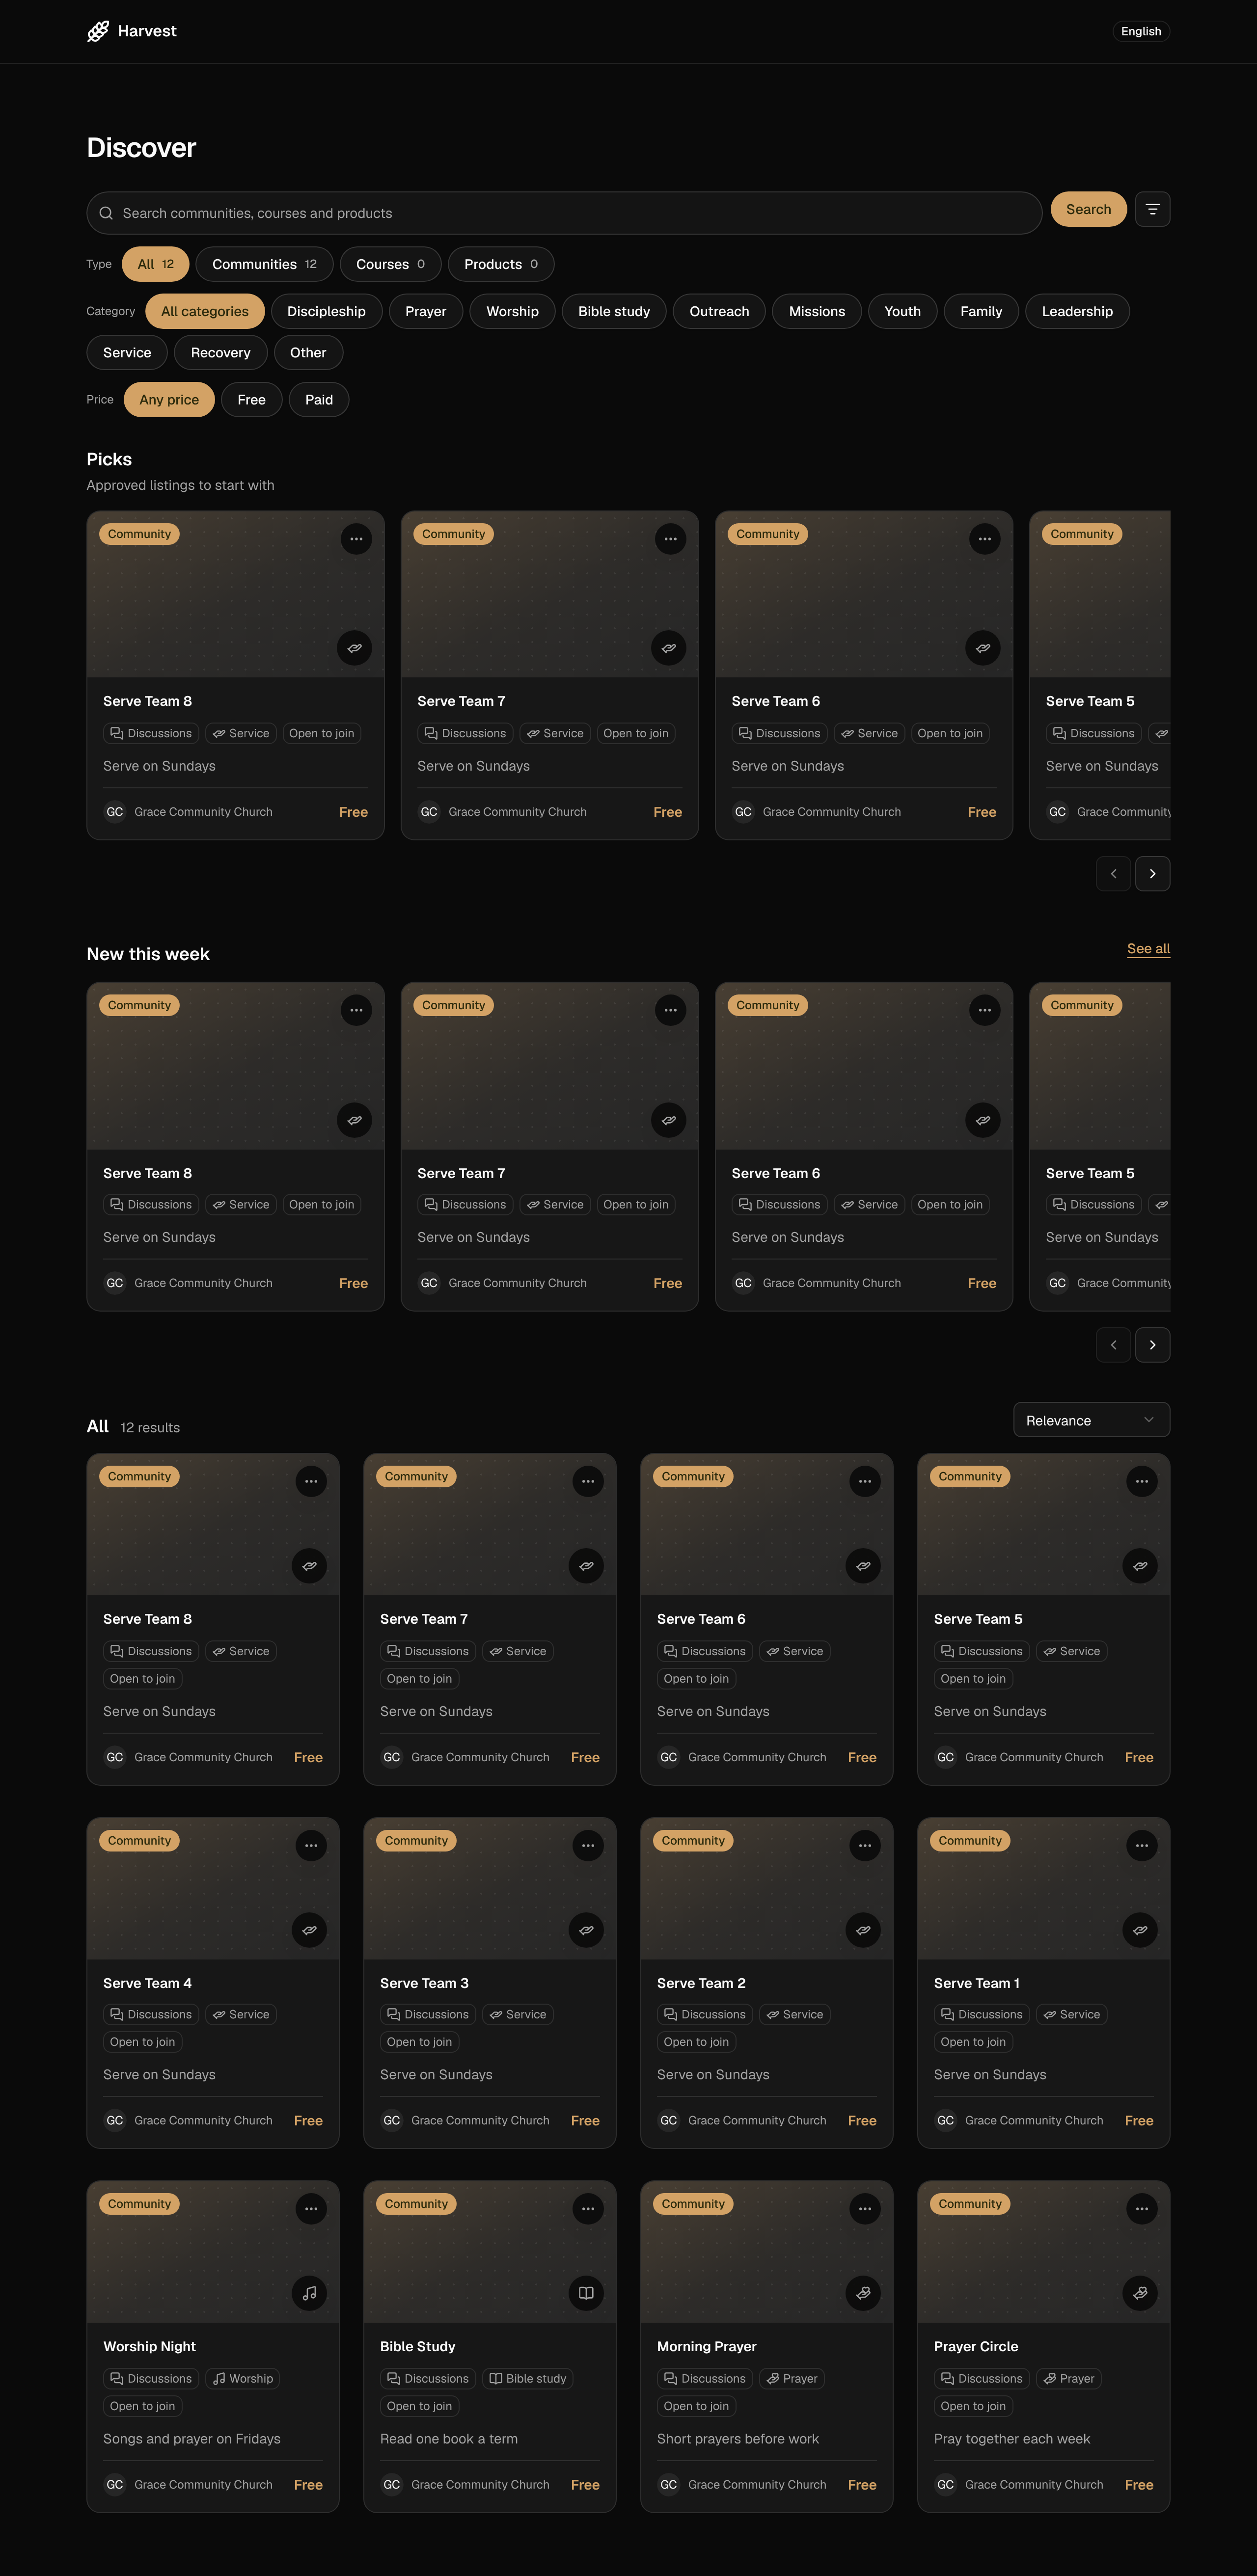 Harvest
English
Discover
Search communities, courses and products
Search
Type All 12 Communities 12 Courses 0 Products 0
Category All categories Discipleship Prayer Worship Bible study Outreach Missions Youth Family Leadership
Service Recovery Other
Price Any price Free Paid
Picks
Approved listings to start with
Community Community Community Community
Serve Team 8 Serve Team 7 Serve Team 6 Serve Team 5
Discussions Service Open to join Discussions Service Open to join Discussions Service Open to join Discussions
Serve on Sundays Serve on Sundays Serve on Sundays Serve on Sundays
GC Grace Community Church Free GC Grace Community Church Free GC Grace Community Church Free GC Grace Community
New this week See all
Community Community Community Community
Serve Team 8 Serve Team 7 Serve Team 6 Serve Team 5
Discussions Service Open to join Discussions Service Open to join Discussions Service Open to join Discussions
Serve on Sundays Serve on Sundays Serve on Sundays Serve on Sundays
GC Grace Community Church Free GC Grace Community Church Free GC Grace Community Church Free GC Grace Community
All 12 results Relevance
Community Community Community Community
Serve Team 8 Serve Team 7 Serve Team 6 Serve Team 5
Discussions Service Discussions Service Discussions Service Discussions Service
Open to join Open to join Open to join Open to join
Serve on Sundays Serve on Sundays Serve on Sundays Serve on Sundays
GC Grace Community Church Free GC Grace Community Church Free GC Grace Community Church Free GC Grace Community Church Free
Community Community Community Community
Serve Team 4 Serve Team 3 Serve Team 2 Serve Team 1
Discussions Service Discussions Service Discussions Service Discussions Service
Open to join Open to join Open to join Open to join
Serve on Sundays Serve on Sundays Serve on Sundays Serve on Sundays
GC Grace Community Church Free GC Grace Community Church Free GC Grace Community Church Free GC Grace Community Church Free
Community Community Community Community
Worship Night Bible Study Morning Prayer Prayer Circle
Discussions Worship Discussions Bible study Discussions Prayer Discussions Prayer
Open to join Open to join Open to join Open to join
Songs and prayer on Fridays Read one book a term Short prayers before work Pray together each week
GC Grace Community Church Free GC Grace Community Church Free GC Grace Community Church Free GC Grace Community Church Free